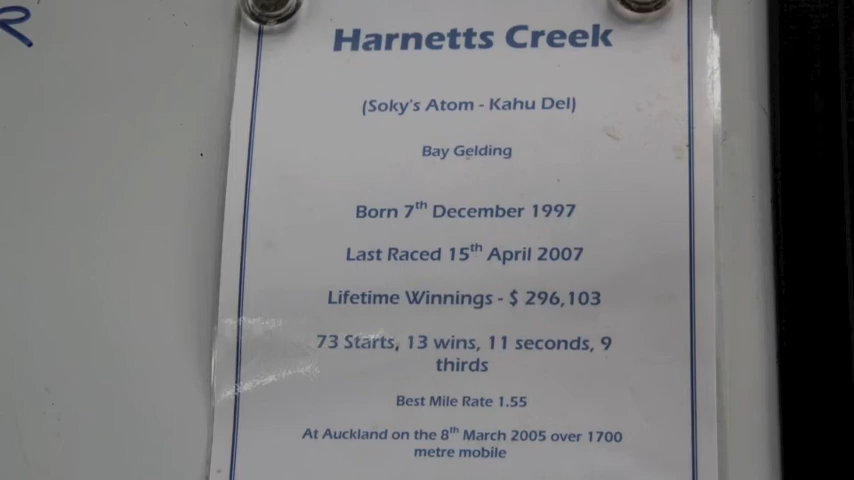 R
Harnetts Creek
(Soky's Atom - Kahu Del)
Bay Gelding
Born 7th December 1997
Last Raced 15th April 2007
Lifetime Winnings - $ 296,103
73 Starts, 13 wins, 11 seconds, 9
thirds
Best Mile Rate 1.55
At Auckland on the 8th March 2005 over 1700
metre mobile